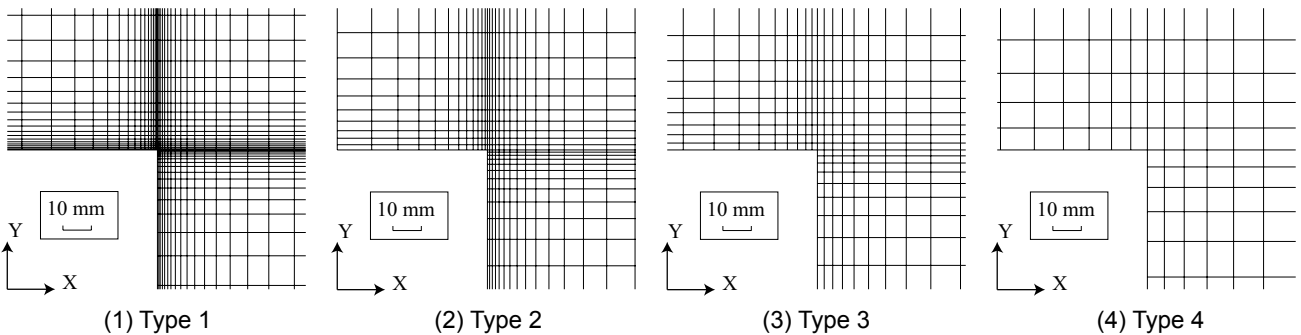 10 mm
Y
X
(1) Type 1
10 mm
Y
X
(2) Type 2
10 mm
Y
X
(3) Type 3
10 mm
Y
X
(4) Type 4